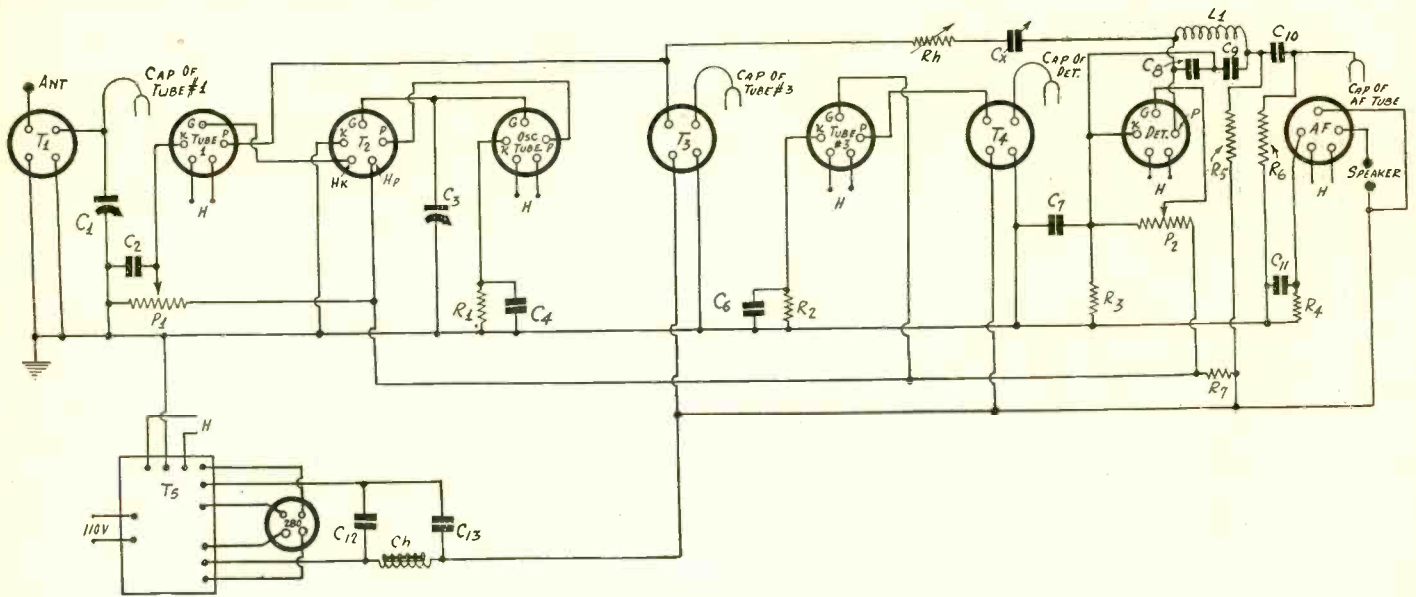 ANT
CAP OF
TUBE #1
T1
G
K
P
TUBE
1
H
C1
C2
P1
G
K
P
T2
HK
HP
C3
G
K
P
OSC
TUBE
H
R1
C4
T3
CAP OF
TUBE #3
G
K
P
TUBE
#3
H
C6
R2
Rh
Cx
T4
CAP OF
DET.
C7
L1
C8
C9
C10
G
K
P
DET.
H
P2
R3
R5
R6
R7
CAP OF
AF TUBE
AF
H
SPEAKER
C11
R4
H
T5
110V
280
C12
Ch
C13